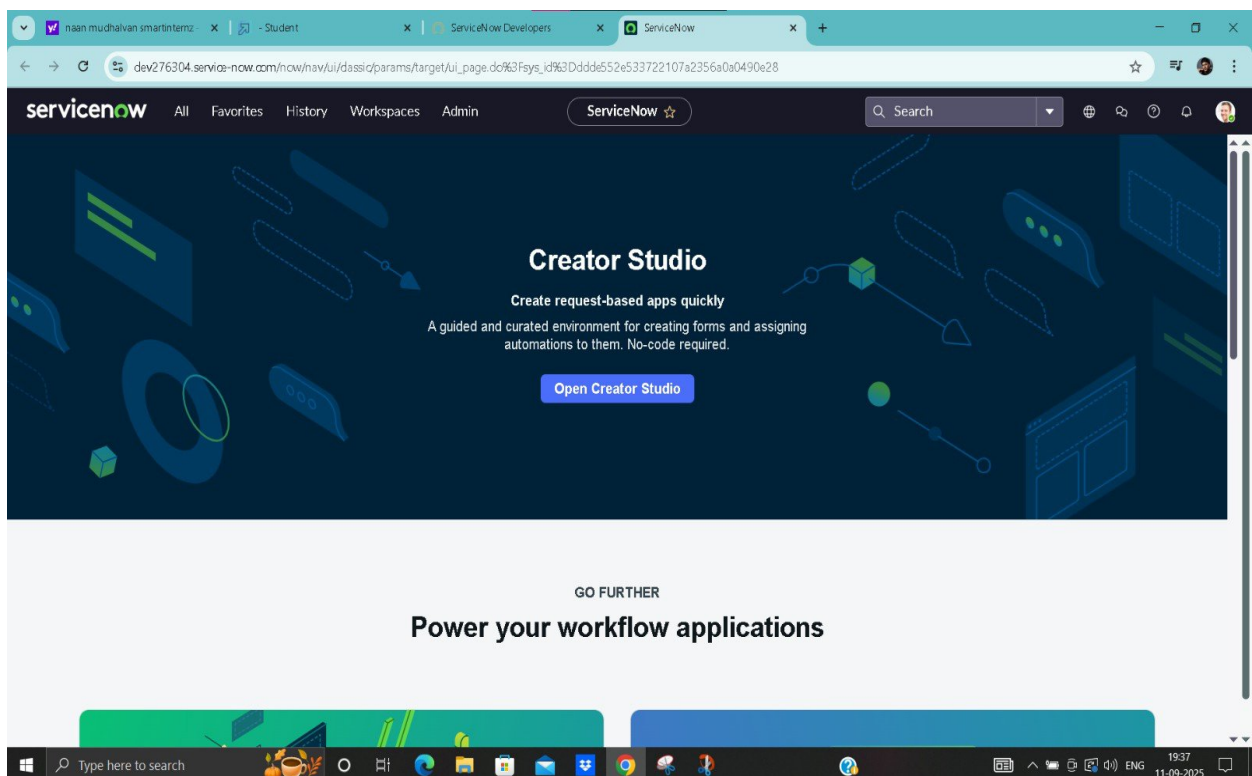 naan mudhalvan smartinternz -
- Student
ServiceNow Developers
ServiceNow
dev276304.service-now.com/now/nav/ui/classic/params/target/ui_page.do%3Fsys_id%3Dddde552e533722107a2356a0a0490e28
servicenow
All
Favorites
History
Workspaces
Admin
ServiceNow
Search
Creator Studio
Create request-based apps quickly
A guided and curated environment for creating forms and assigning
automations to them. No-code required.
Open Creator Studio
GO FURTHER
Power your workflow applications
Type here to search
ENG
19:37
11-09-2025